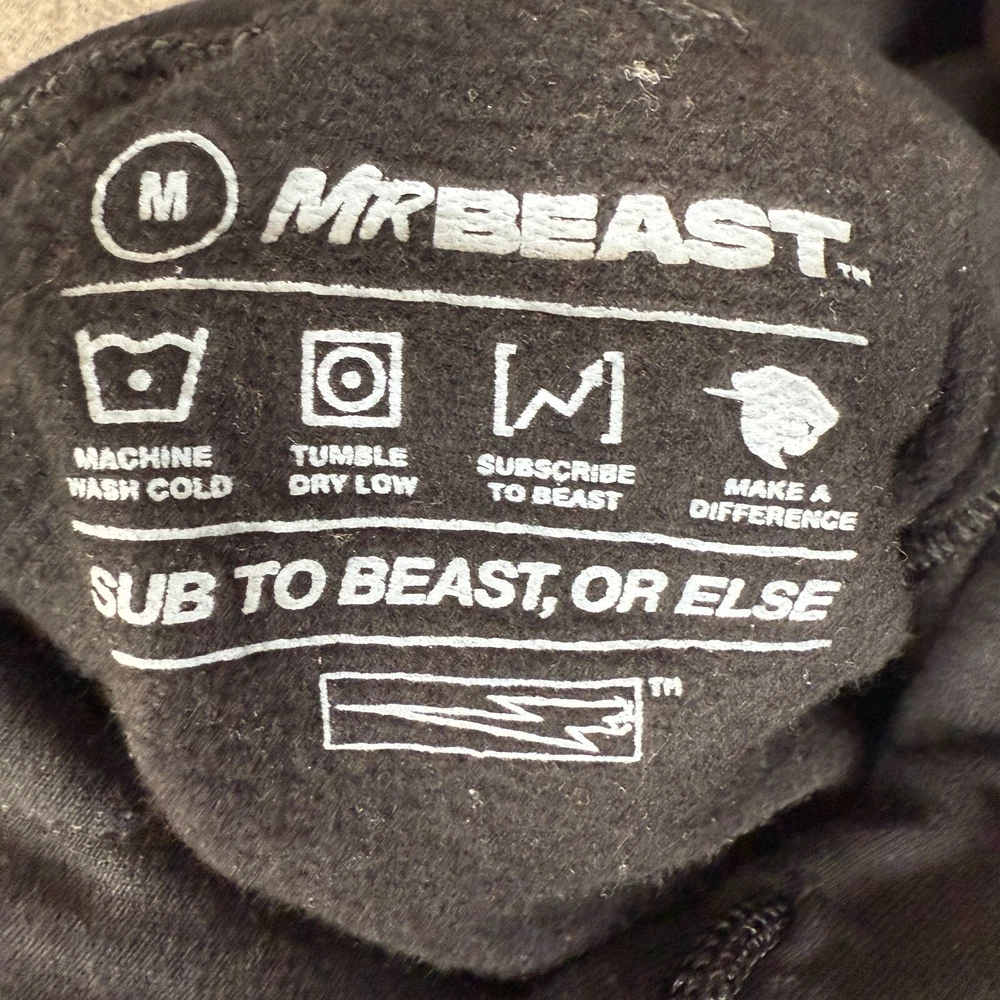 M MRBEAST™
MACHINE WASH COLD
TUMBLE DRY LOW
SUBSCRIBE TO BEAST
MAKE A DIFFERENCE
SUB TO BEAST, OR ELSE
TM